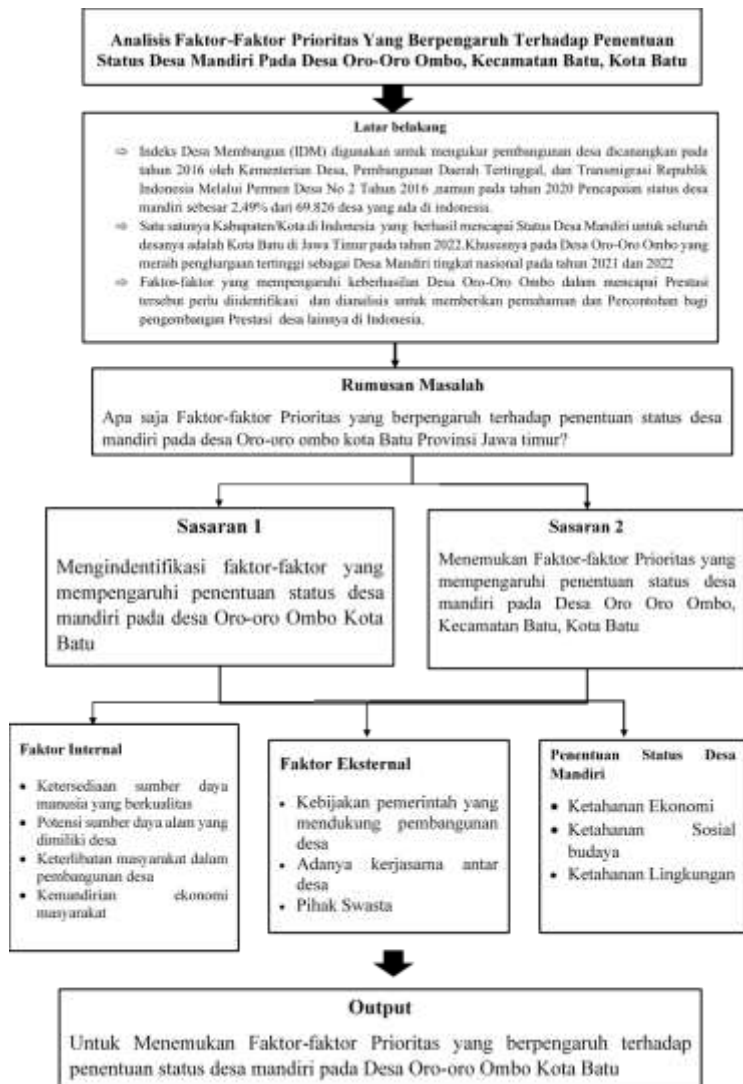 Analisis Faktor-Faktor Prioritas Yang Berpengaruh Terhadap Penentuan
Status Desa Mandiri Pada Desa Oro-Oro Ombo, Kecamatan Batu, Kota Batu
Latar belakang
⇨ Indeks Desa Membangun (IDM) digunakan untuk mengukur pembangunan desa dicanangkan pada
tahun 2016 oleh Kementerian Desa, Pembangunan Daerah Tertinggal, dan Transmigrasi Republik
Indonesia Melalui Permen Desa No 2 Tahun 2016 ,namun pada tahun 2020 Pencapaian status desa
mandiri sebesar 2,49% dari 69.826 desa yang ada di indonesia.
⇨ Satu satunya Kabupaten/Kota di Indonesia yang berhasil mencapai Status Desa Mandiri untuk seluruh
desanya adalah Kota Batu di Jawa Timur pada tahun 2022.Khususnya pada Desa Oro-Oro Ombo yang
meraih penghargaan tertinggi sebagai Desa Mandiri tingkat nasional pada tahun 2021 dan 2022
⇨ Faktor-faktor yang mempengaruhi keberhasilan Desa Oro-Oro Ombo dalam mencapai Prestasi
tersebut perlu diidentifikasi dan dianalisis untuk memberikan pemahaman dan Percontohan bagi
pengembangan Prestasi desa lainnya di Indonesia.
Rumusan Masalah
Apa saja Faktor-faktor Prioritas yang berpengaruh terhadap penentuan status desa
mandiri pada desa Oro-oro ombo kota Batu Provinsi Jawa timur?
Sasaran 1
Mengindentifikasi faktor-faktor yang
mempengaruhi penentuan status desa
mandiri pada desa Oro-oro Ombo Kota
Batu
Sasaran 2
Menemukan Faktor-faktor Prioritas yang
mempengaruhi penentuan status desa
mandiri pada Desa Oro Oro Ombo,
Kecamatan Batu, Kota Batu
Faktor Internal
• Ketersediaan sumber daya
manusia yang berkualitas
• Potensi sumber daya alam yang
dimiliki desa
• Keterlibatan masyarakat dalam
pembangunan desa
• Kemandirian ekonomi
masyarakat
Faktor Eksternal
• Kebijakan pemerintah yang
mendukung pembangunan
desa
• Adanya kerjasama antar
desa
• Pihak Swasta
Penentuan Status Desa
Mandiri
• Ketahanan Ekonomi
• Ketahanan Sosial
budaya
• Ketahanan Lingkungan
Output
Untuk Menemukan Faktor-faktor Prioritas yang berpengaruh terhadap
penentuan status desa mandiri pada Desa Oro-oro Ombo Kota Batu